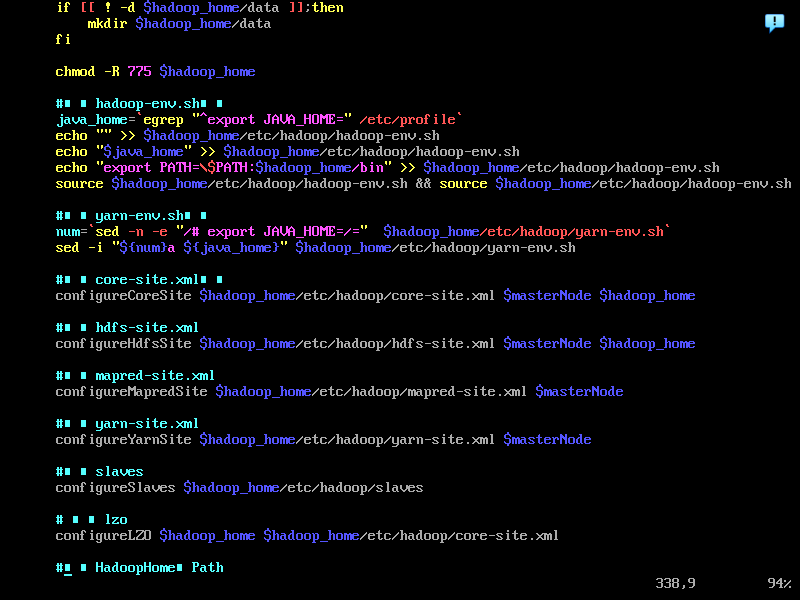 if [[ ! -d $hadoop_home/data ]];then
mkdir $hadoop_home/data
fi
chmod -R 775 $hadoop_home
# hadoop-env.sh
java_home=`egrep "^export JAVA_HOME=" /etc/profile`
echo "" >> $hadoop_home/etc/hadoop/hadoop-env.sh
echo "$java_home" >> $hadoop_home/etc/hadoop/hadoop-env.sh
echo "export PATH=\$PATH:$hadoop_home/bin" >> $hadoop_home/etc/hadoop/hadoop-env.sh
source $hadoop_home/etc/hadoop/hadoop-env.sh && source $hadoop_home/etc/hadoop/hadoop-env.sh
# yarn-env.sh
num=`sed -n -e "/# export JAVA_HOME=/=" $hadoop_home/etc/hadoop/yarn-env.sh`
sed -i "${num}a ${java_home}" $hadoop_home/etc/hadoop/yarn-env.sh
# core-site.xml
configureCoreSite $hadoop_home/etc/hadoop/core-site.xml $masterNode $hadoop_home
# hdfs-site.xml
configureHdfsSite $hadoop_home/etc/hadoop/hdfs-site.xml $masterNode $hadoop_home
# mapred-site.xml
configureMapredSite $hadoop_home/etc/hadoop/mapred-site.xml $masterNode
# yarn-site.xml
configureYarnSite $hadoop_home/etc/hadoop/yarn-site.xml $masterNode
# slaves
configureSlaves $hadoop_home/etc/hadoop/slaves
# lzo
configureLZO $hadoop_home $hadoop_home/etc/hadoop/core-site.xml
# HadoopHome Path
338,9 94%